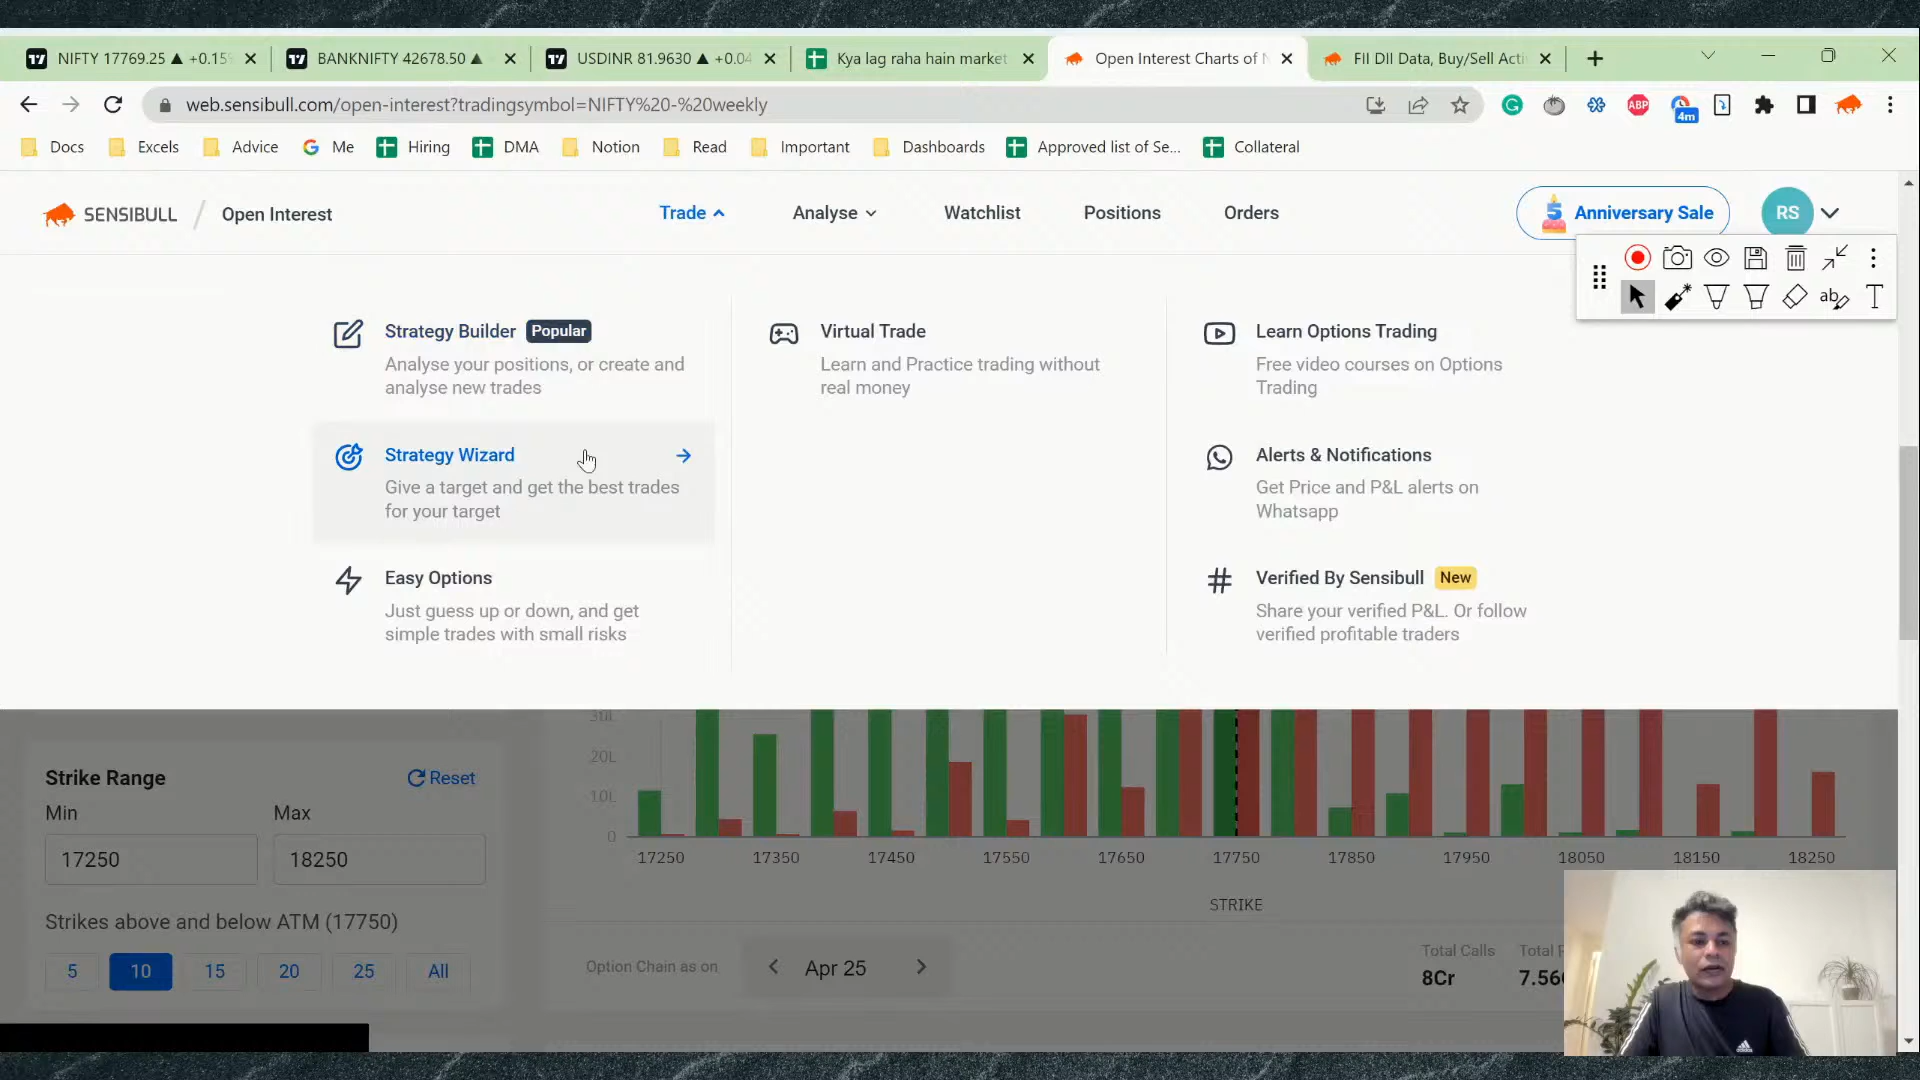 NIFTY 17769.25 ▲ +0.15
BANKNIFTY 42678.50 ▲
USDINR 81.9630 ▲ +0.04
Kya lag raha hain market
Open Interest Charts of N
FII DII Data, Buy/Sell Acti
web.sensibull.com/open-interest?tradingsymbol=NIFTY%20-%20weekly
ABP
4m
Docs
Excels
Advice
Me
Hiring
DMA
Notion
Read
Important
Dashboards
Approved list of Se...
Collateral
SENSIBULL / Open Interest
Trade
Analyse
Watchlist
Positions
Orders
5 Anniversary Sale
RS
Strategy Builder Popular
Analyse your positions, or create and
analyse new trades
Strategy Wizard
Give a target and get the best trades
for your target
Easy Options
Just guess up or down, and get
simple trades with small risks
Virtual Trade
Learn and Practice trading without
real money
Learn Options Trading
Free video courses on Options
Trading
Alerts & Notifications
Get Price and P&L alerts on
Whatsapp
Verified By Sensibull New
Share your verified P&L. Or follow
verified profitable traders
Strike Range
Reset
Min
Max
17250
18250
Strikes above and below ATM (17750)
5 10 15 20 25 All
30L
20L
10L
0
17250 17350 17450 17550 17650 17750 17850 17950 18050 18150 18250
STRIKE
Option Chain as on
Apr 25
Total Calls
8Cr
Total
7.56